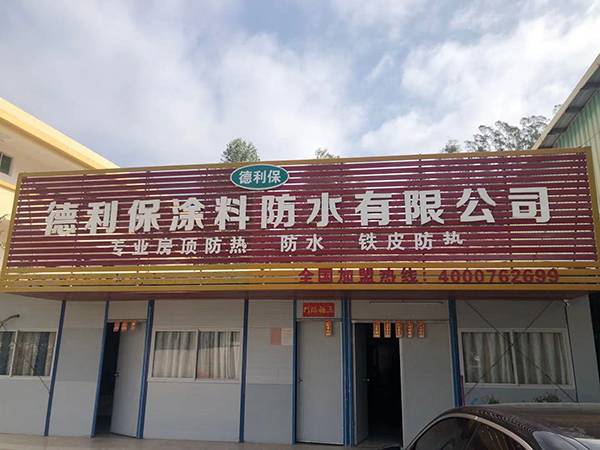 德利保
德利保涂料防水有限公司
专业房顶防热 防水 铁皮防热
全国加盟热线：4000762699